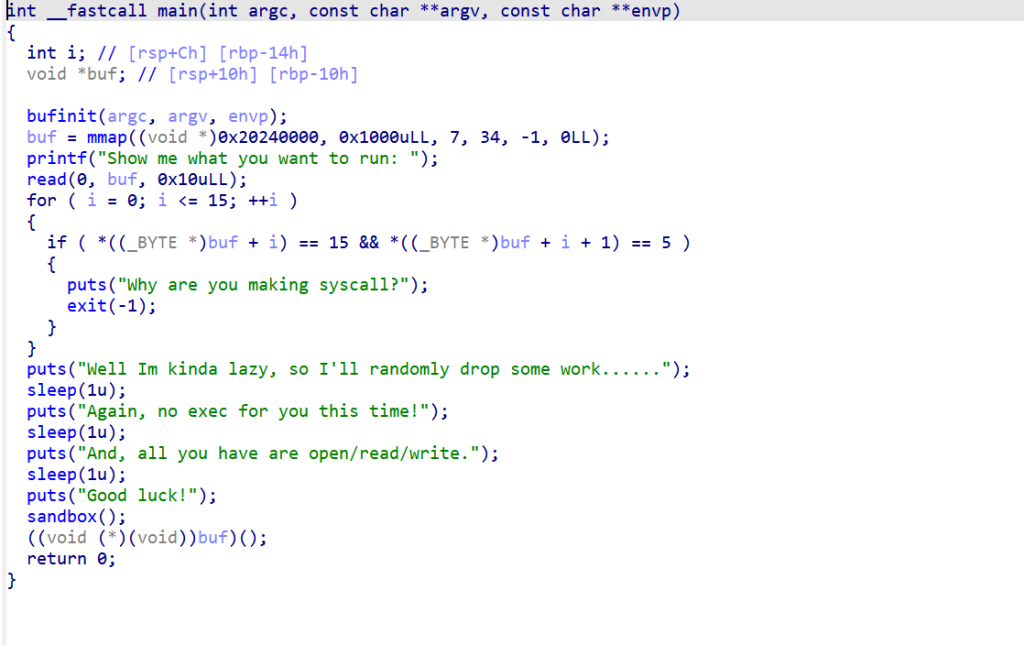 int __fastcall main(int argc, const char **argv, const char **envp)
{
  int i; // [rsp+Ch] [rbp-14h]
  void *buf; // [rsp+10h] [rbp-10h]

  bufinit(argc, argv, envp);
  buf = mmap((void *)0x20240000, 0x1000uLL, 7, 34, -1, 0LL);
  printf("Show me what you want to run: ");
  read(0, buf, 0x10uLL);
  for ( i = 0; i <= 15; ++i )
  {
    if ( *((_BYTE *)buf + i) == 15 && *((_BYTE *)buf + i + 1) == 5 )
    {
      puts("Why are you making syscall?");
      exit(-1);
    }
  }
  puts("Well Im kinda lazy, so I'll randomly drop some work......");
  sleep(1u);
  puts("Again, no exec for you this time!");
  sleep(1u);
  puts("And, all you have are open/read/write.");
  sleep(1u);
  puts("Good luck!");
  sandbox();
  ((void (*)(void))buf)();
  return 0;
}